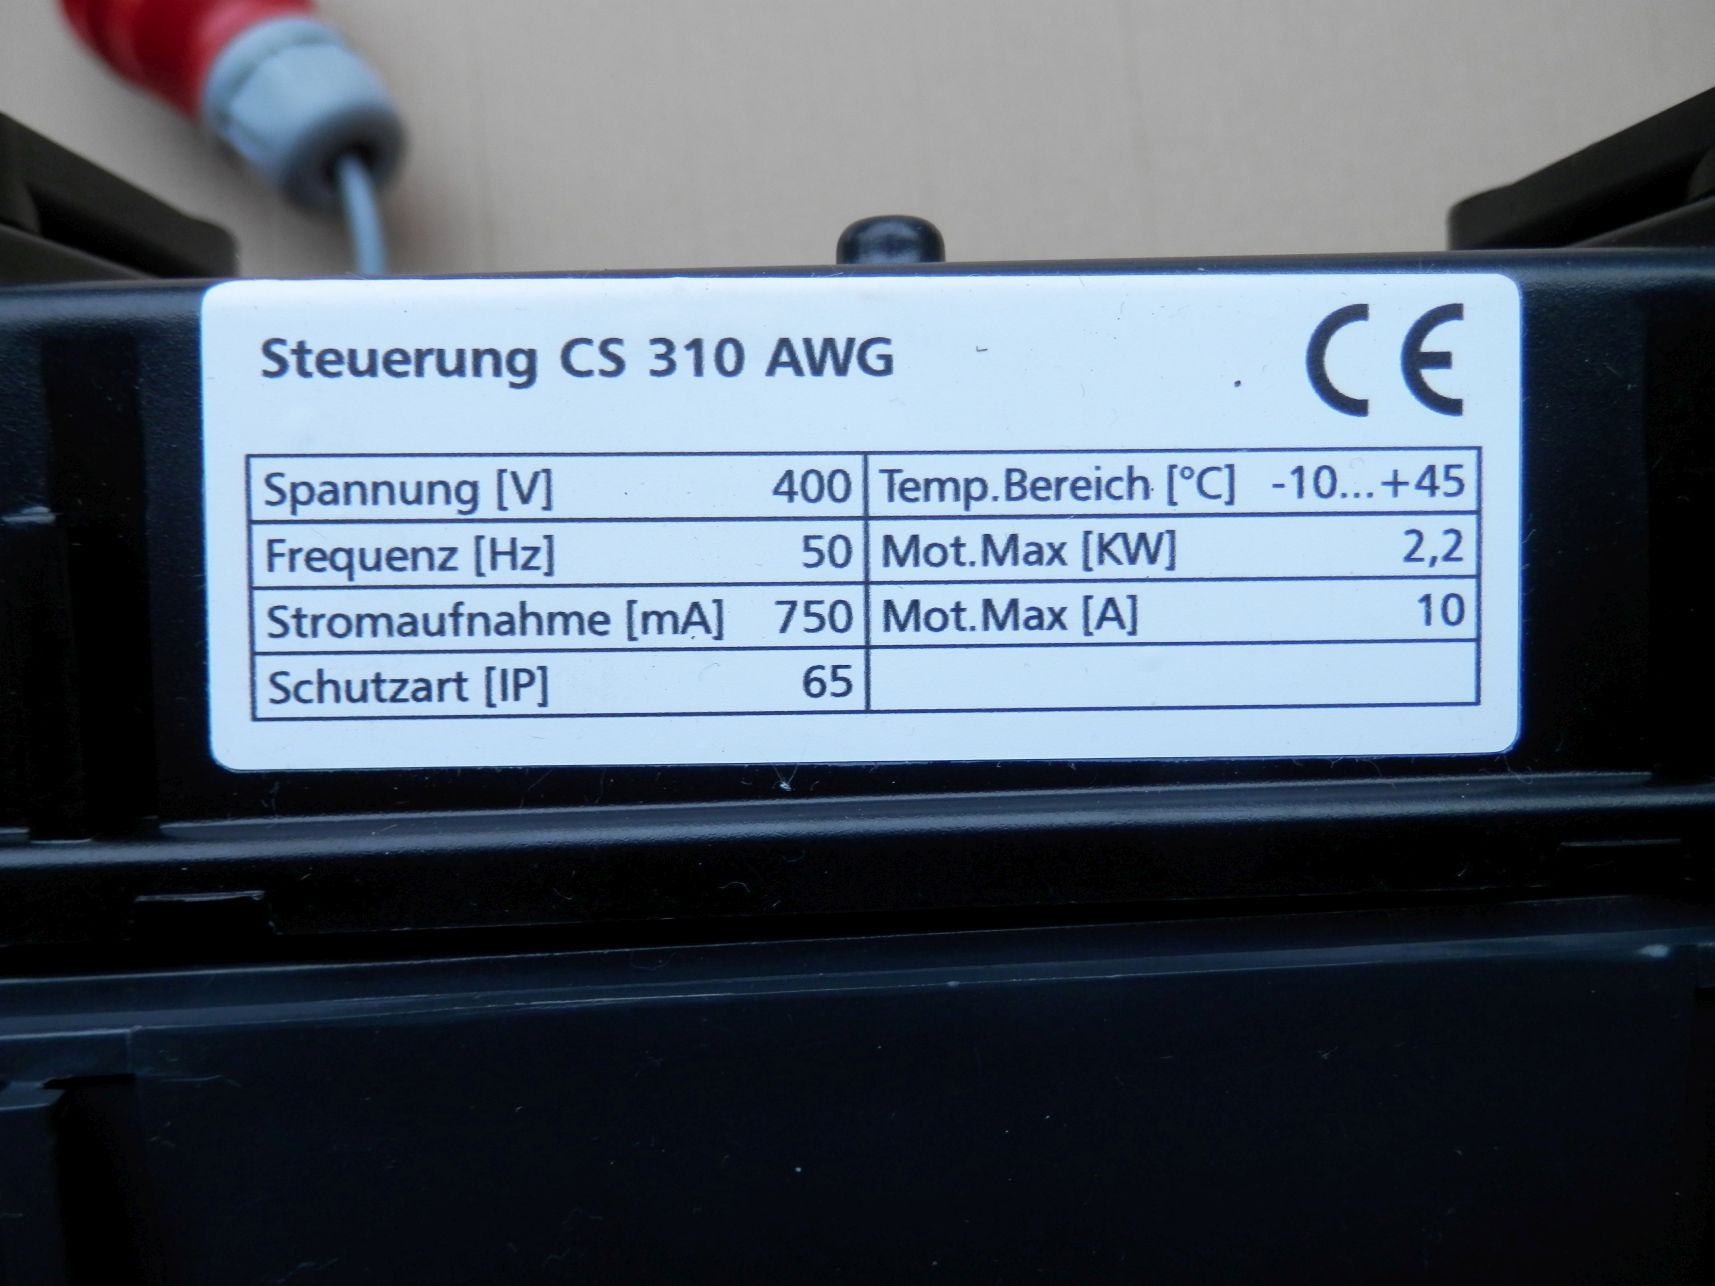 Steuerung CS 310 AWG CE
Spannung [V] 400 Temp.Bereich [°C] -10...+45
Frequenz [Hz] 50 Mot.Max [KW] 2,2
Stromaufnahme [mA] 750 Mot.Max [A] 10
Schutzart [IP] 65